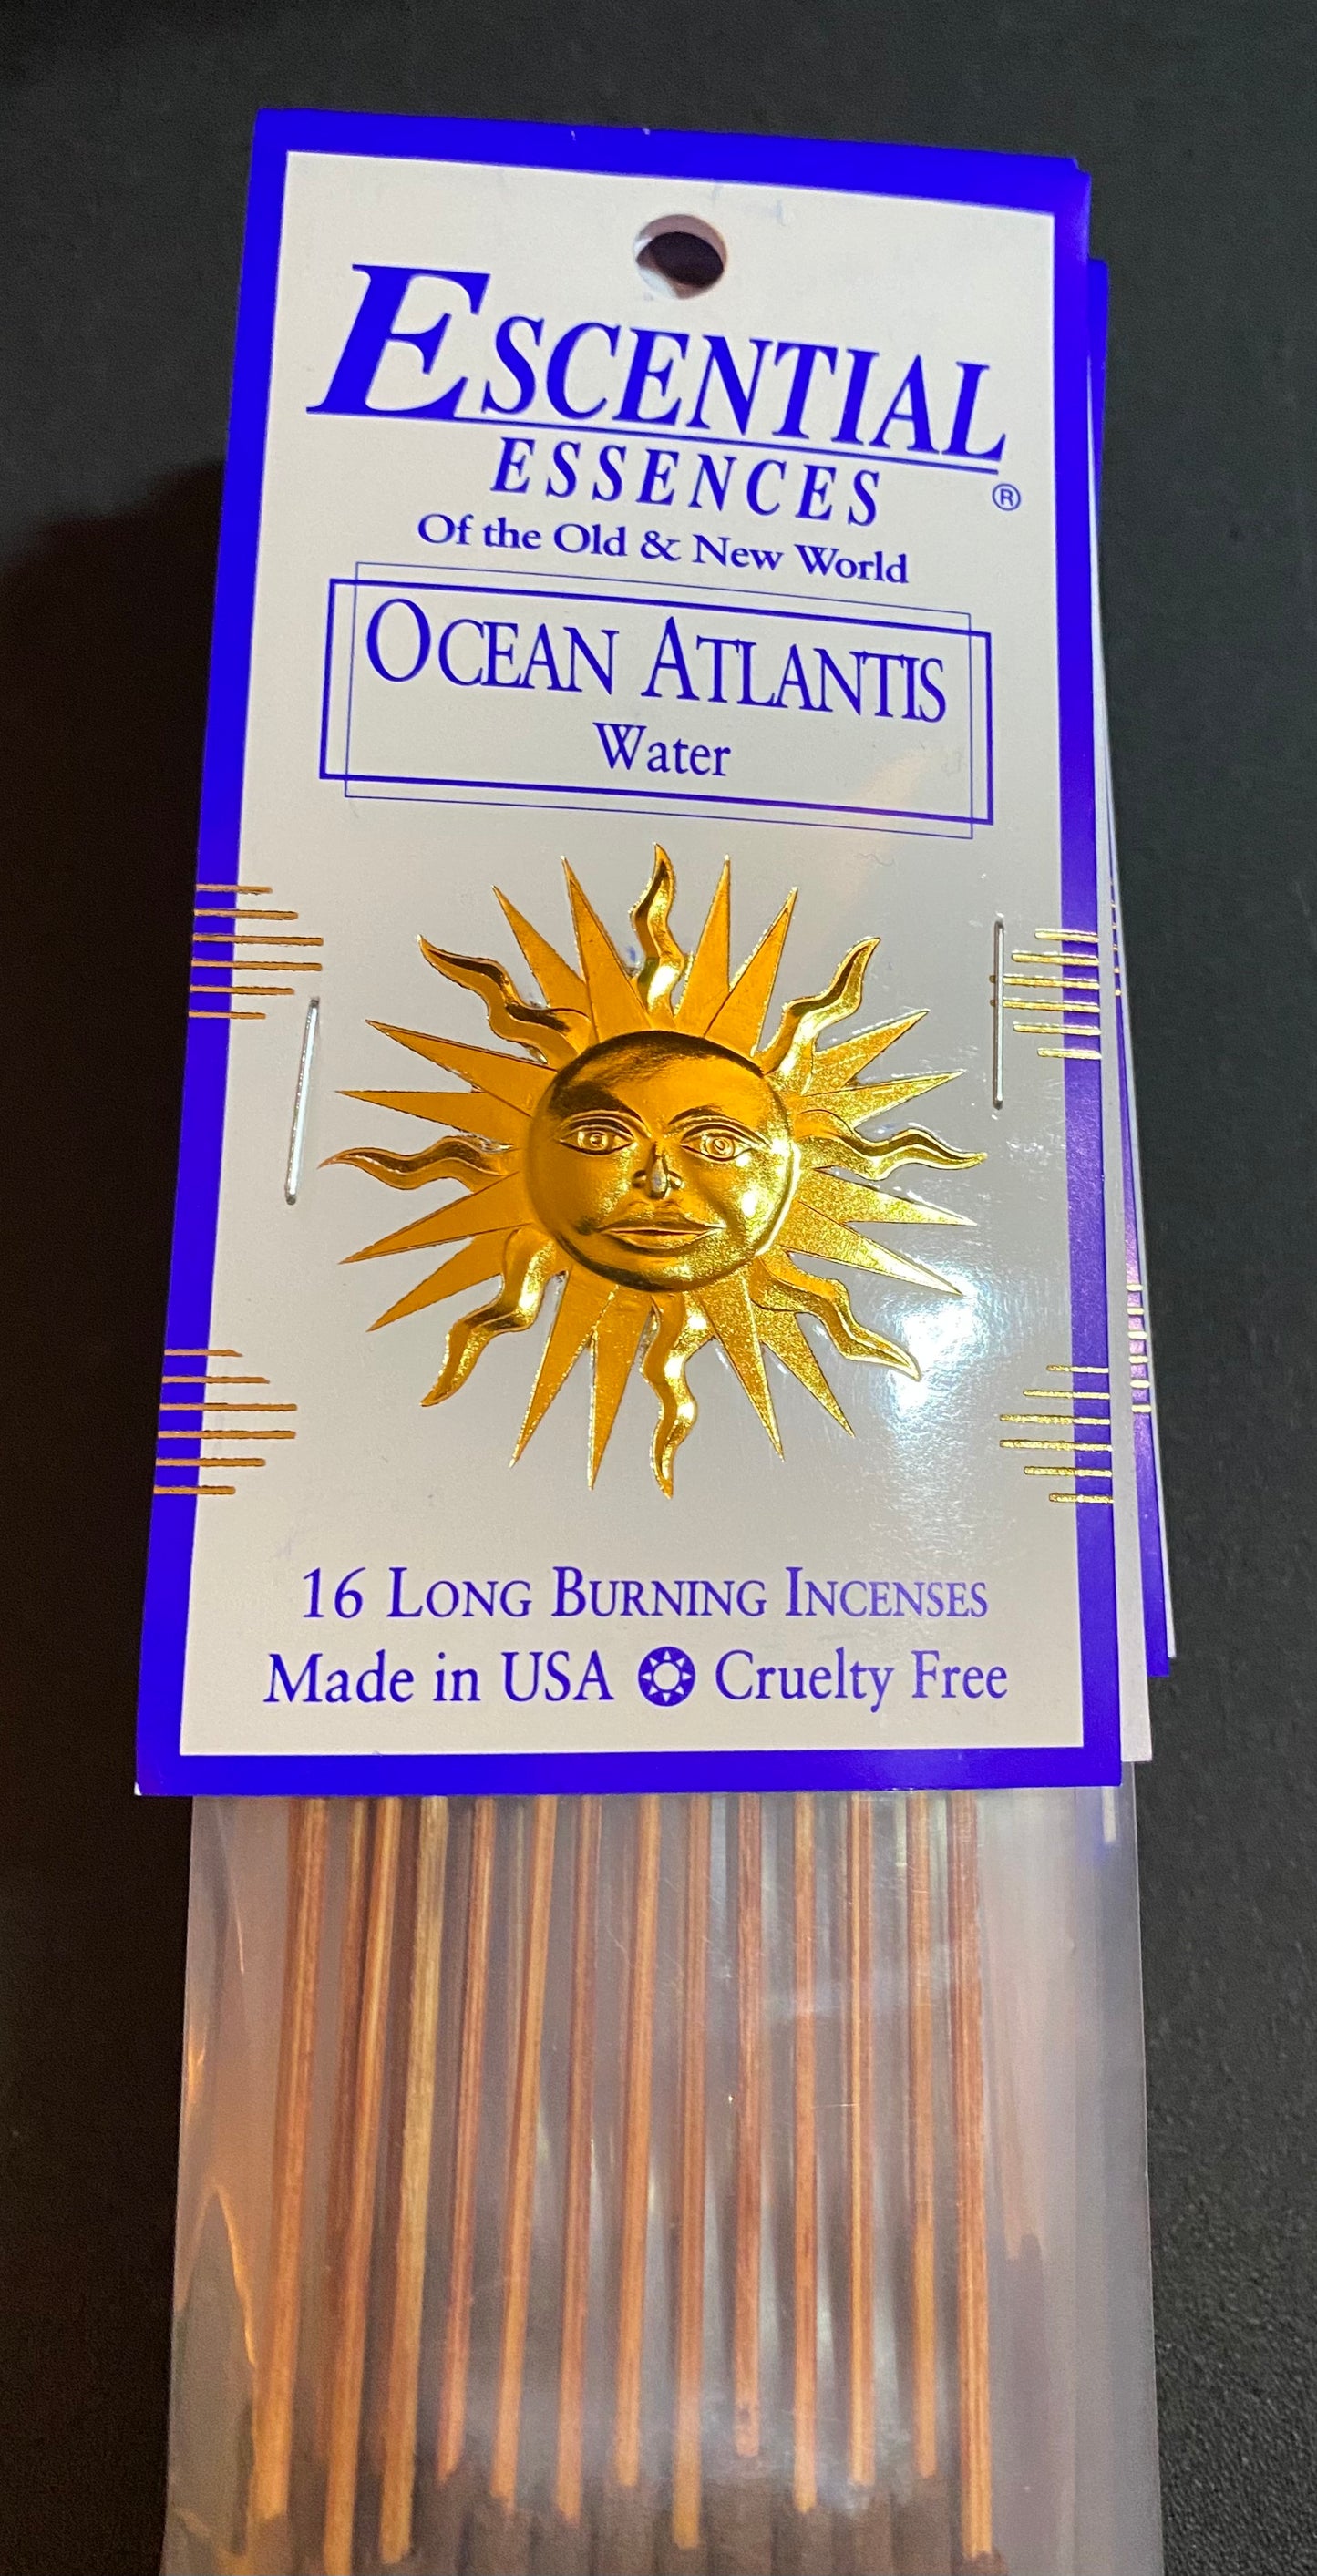 ESCENTIAL
ESSENCES ®
Of the Old & New World
OCEAN ATLANTIS
Water
16 LONG BURNING INCENSES
Made in USA Cruelty Free